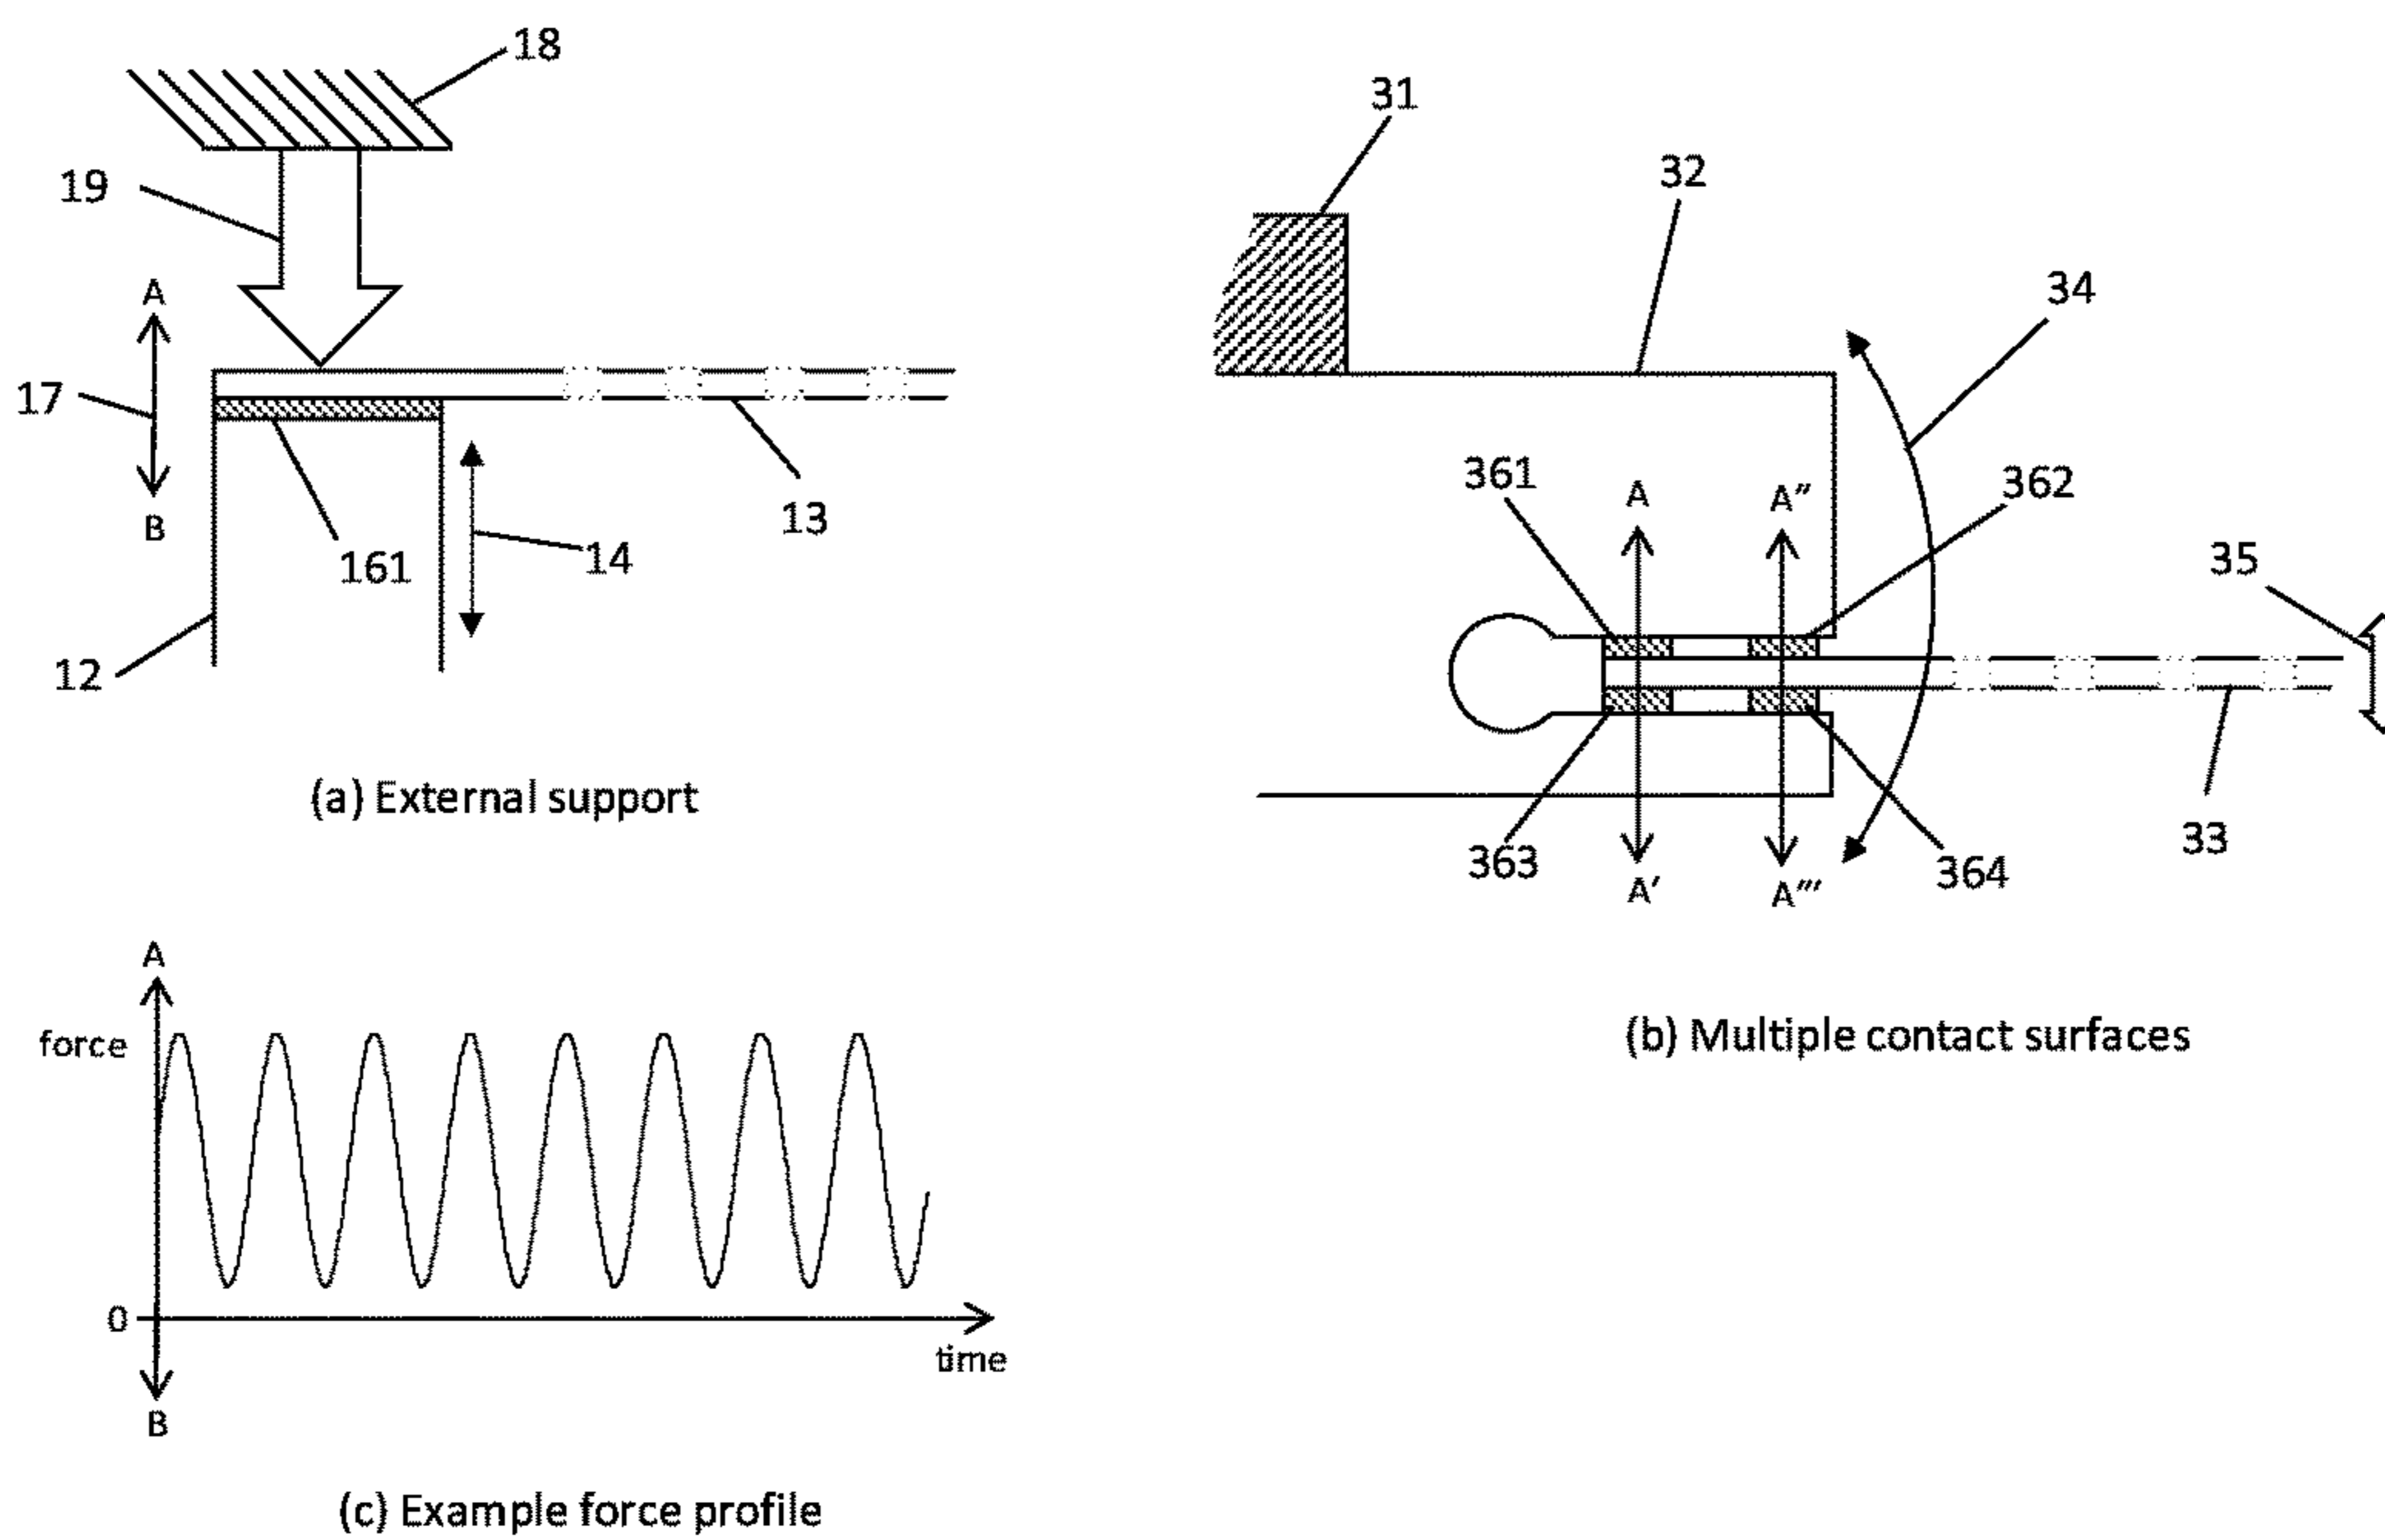 18
19
A
17
B
161
14
13
12
(a) External support
31
32
34
361
A
A″
362
35
363
A′
A‴
364
33
(b) Multiple contact surfaces
A
force
0
time
B
(c) Example force profile